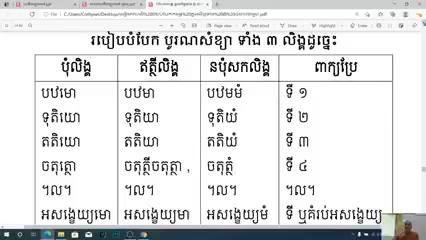 របៀបបំបែក បូរណសំខ្យា ទាំង ៣ លិង្គដូច្នេះ
បុំលិង្គ ឥត្ថីលិង្គ នបុំសកលិង្គ ពាក្យប្រែ
បឋមោ បឋមា បឋមមំ ទី ១
ទុតិយោ ទុតិយា ទុតិយំ ទី ២
តតិយោ តតិយា តតិយំ ទី ៣
ចតុត្ថោ ចតុត្ថីចតុត្ថា , ចតុត្ថំ ទី ៤
។ល។ ។ល។ ។ល។ ។ល។
អសង្ខេយ្យមោ អសង្ខេយ្យមា អសង្ខេយ្យមំ ទី ឬគំរប់អសង្ខេយ្យ